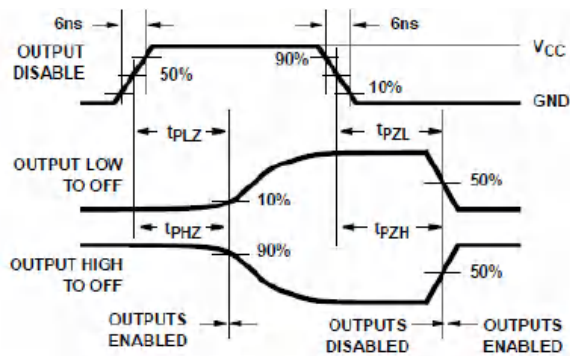 6ns
6ns
OUTPUT
DISABLE
90%
50%
10%
VCC
GND
tPLZ
tPZL
OUTPUT LOW
TO OFF
10%
50%
tPHZ
tPZH
OUTPUT HIGH
TO OFF
90%
50%
OUTPUTS
ENABLED
OUTPUTS
DISABLED
OUTPUTS
ENABLED